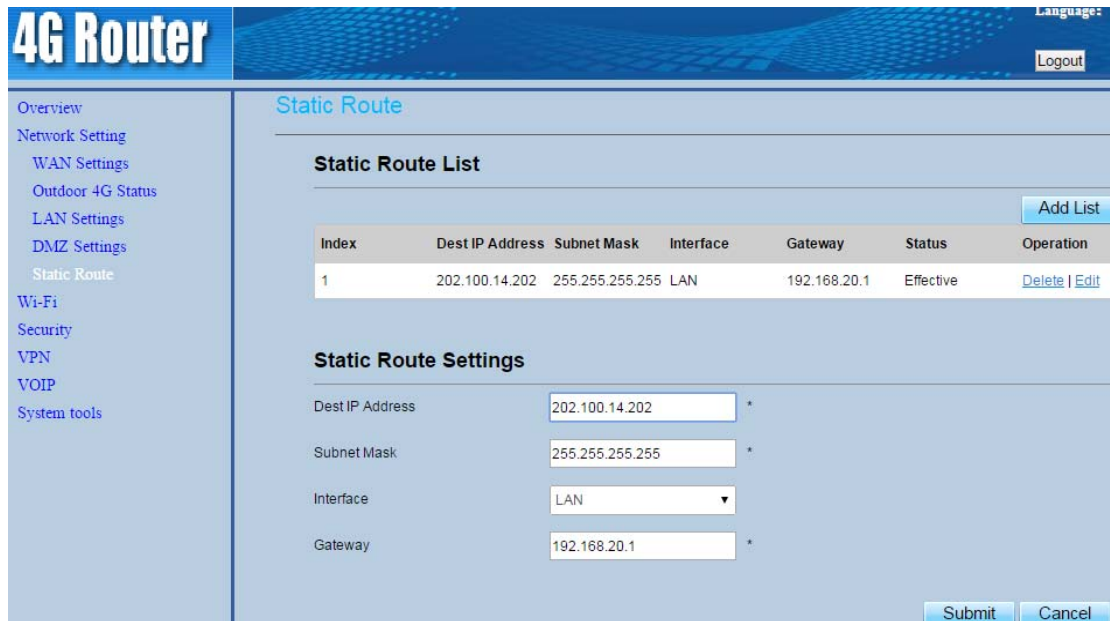 4G Router
Language:
Logout
Overview
Network Setting
WAN Settings
Outdoor 4G Status
LAN Settings
DMZ Settings
Static Route
Wi-Fi
Security
VPN
VOIP
System tools
Static Route
Static Route List
Add List
Index Dest IP Address Subnet Mask Interface Gateway Status Operation
1 202.100.14.202 255.255.255.255 LAN 192.168.20.1 Effective Delete | Edit
Static Route Settings
Dest IP Address 202.100.14.202 *
Subnet Mask 255.255.255.255 *
Interface LAN
Gateway 192.168.20.1 *
Submit Cancel